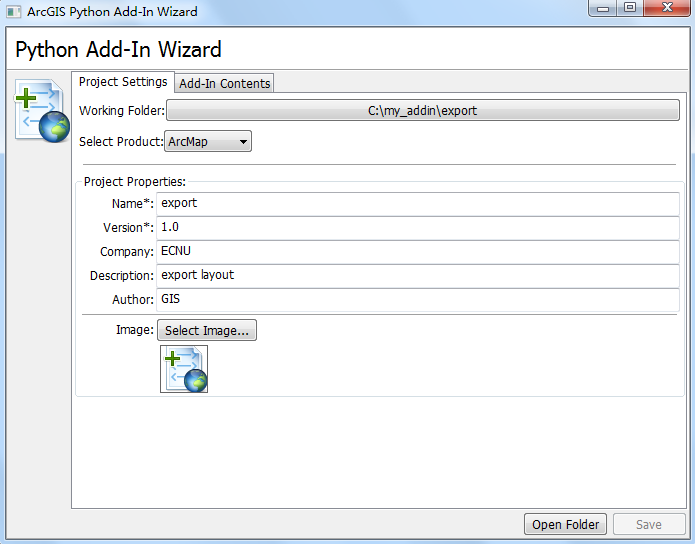 ArcGIS Python Add-In Wizard
Python Add-In Wizard
Project Settings Add-In Contents
Working Folder: C:\my_addin\export
Select Product: ArcMap
Project Properties:
Name*: export
Version*: 1.0
Company: ECNU
Description: export layout
Author: GIS
Image: Select Image...
Open Folder Save